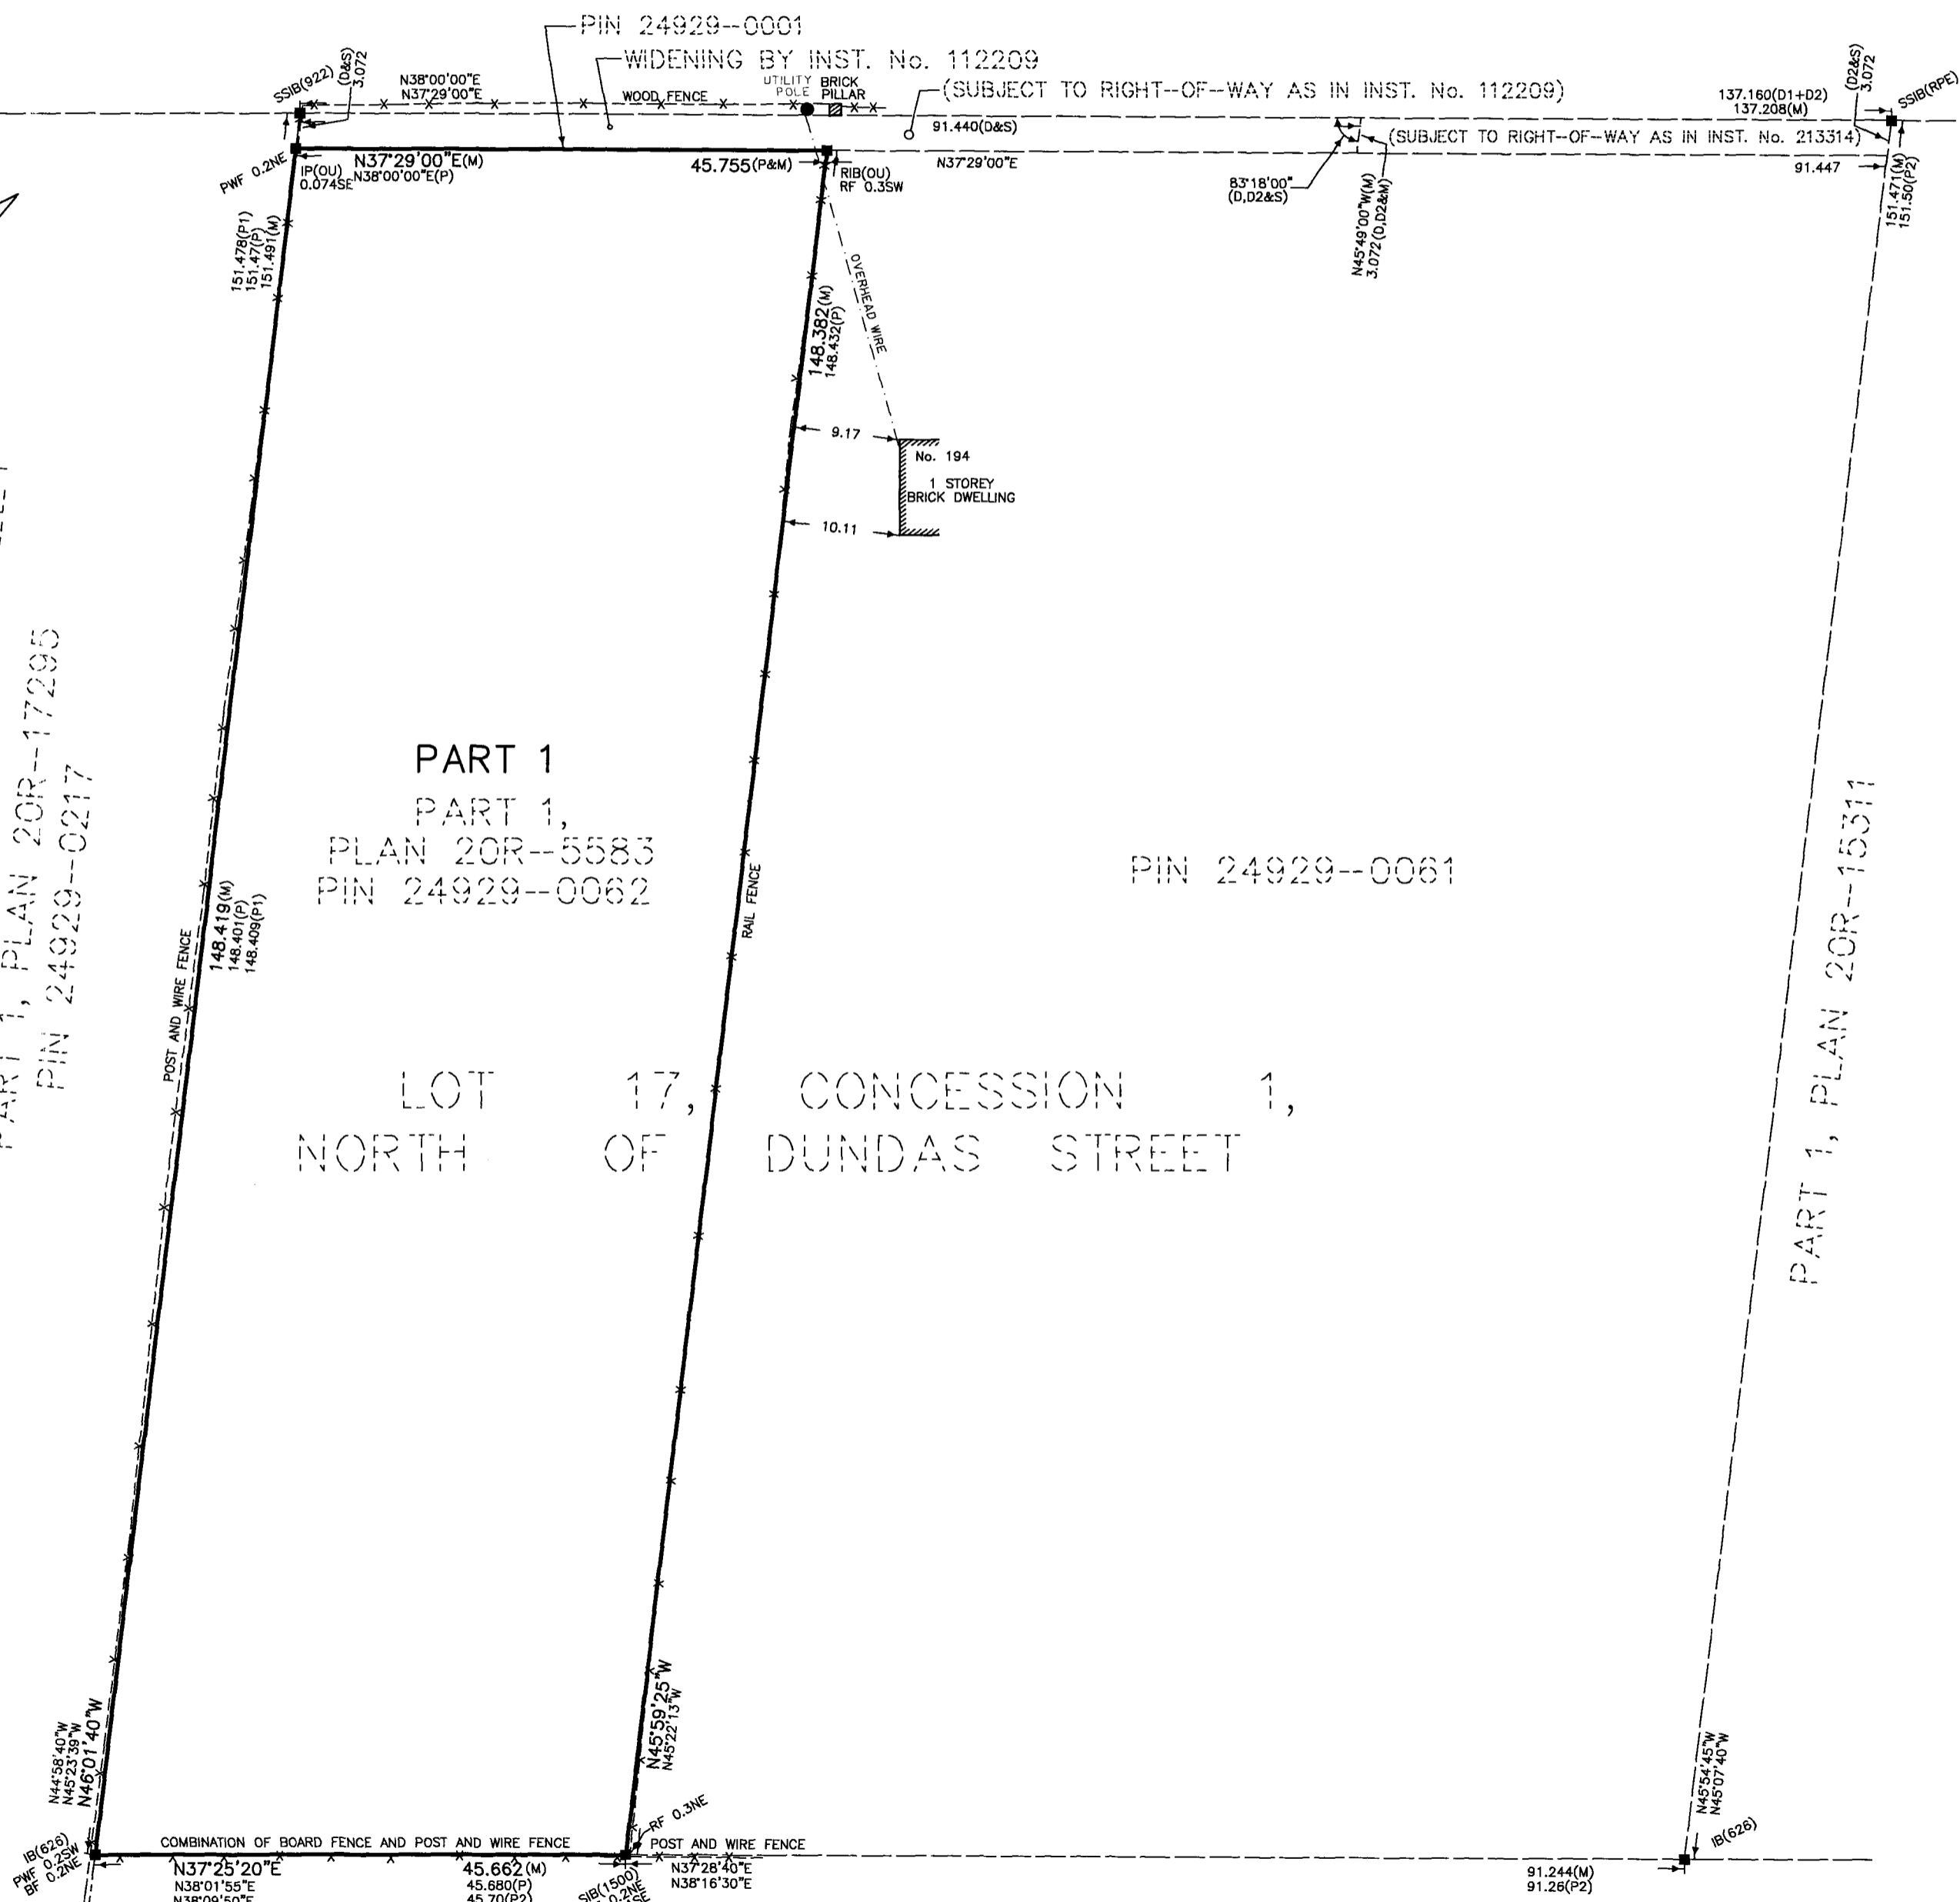 PIN 24929--0001
WIDENING BY INST. No. 112209
(SUBJECT TO RIGHT--OF--WAY AS IN INST. No. 112209)
SSIB(922)
(D&S)
3.072
N38°00'00"E
N37°29'00"E
WOOD FENCE
UTILITY
POLE
BRICK
PILLAR
91.440(D&S)
137.160(D1+D2)
137.208(M)
(D2&S)
3.072
SSIB(RPE)
(SUBJECT TO RIGHT--OF--WAY AS IN INST. No. 213314)
PWF 0.2NE
IP(OU)
0.074SE
N37°29'00"E(M)
N38°00'00"E(P)
45.755(P&M)
RIB(OU)
RF 0.3SW
N37°29'00"E
83°18'00"
(D,D2&S)
N45°49'00"W(M)
3.072(D,D2&M)
91.447
151.471(M)
151.50(P2)
151.478(P1)
151.47(P)
151.491(M)
148.382(M)
148.432(P)
OVERHEAD WIRE
9.17
No. 194
1 STOREY
BRICK DWELLING
10.11
PART 1, PLAN 20R--17295
PIN 24929--0217
PART 1
PART 1,
PLAN 20R--5583
PIN 24929--0062
PIN 24929--0061
PART 1, PLAN 20R--15311
POST AND WIRE FENCE
148.419(M)
148.401(P)
148.409(P1)
RAIL FENCE
LOT 17, CONCESSION 1,
NORTH OF DUNDAS STREET
N44°58'40"W
N45°23'39"W
N46°01'40"W
N45°59'25"W
N45°22'13"W
N45°54'45"W
N45°07'40"W
IB(626)
PWF 0.2SW
BF 0.2NE
COMBINATION OF BOARD FENCE AND POST AND WIRE FENCE
RF 0.3NE
POST AND WIRE FENCE
IB(626)
N37°25'20"E
N38°01'55"E
N38°09'50"E
45.662(M)
45.680(P)
45.70(P2)
SIB(1500)
0.2NE
N37°28'40"E
N38°16'30"E
91.244(M)
91.26(P2)